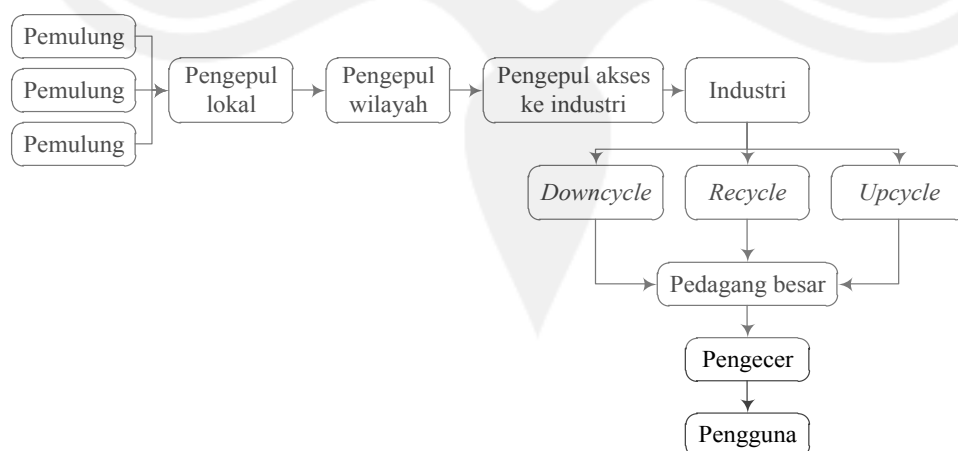 Pemulung
Pemulung
Pemulung
Pengepul
lokal
Pengepul
wilayah
Pengepul akses
ke industri
Industri
Downcycle
Recycle
Upcycle
Pedagang besar
Pengecer
Pengguna